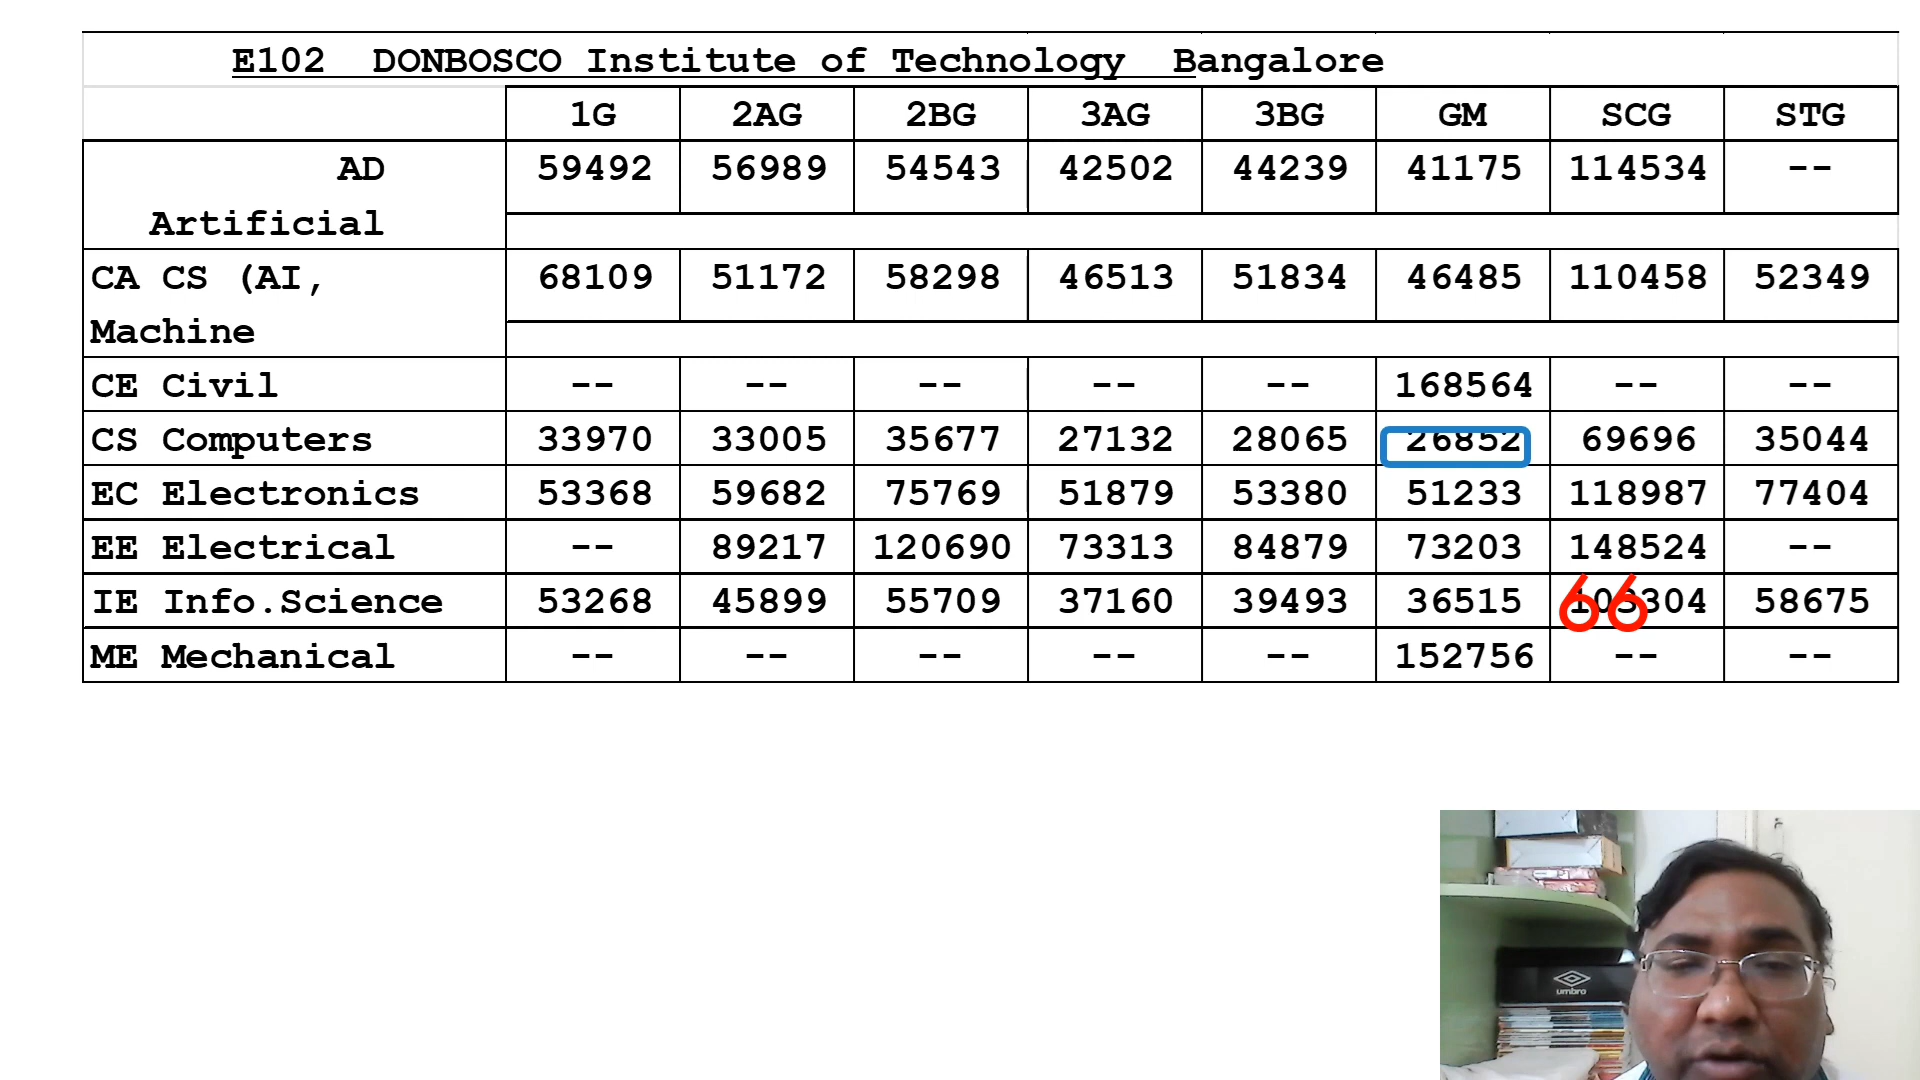 E102 DONBOSCO Institute of Technology Bangalore
1G 2AG 2BG 3AG 3BG GM SCG STG
AD Artificial 59492 56989 54543 42502 44239 41175 114534 --
CA CS (AI, Machine 68109 51172 58298 46513 51834 46485 110458 52349
CE Civil -- -- -- -- -- 168564 -- --
CS Computers 33970 33005 35677 27132 28065 26852 69696 35044
EC Electronics 53368 59682 75769 51879 53380 51233 118987 77404
EE Electrical -- 89217 120690 73313 84879 73203 148524 --
IE Info.Science 53268 45899 55709 37160 39493 36515 103304 58675
66
ME Mechanical -- -- -- -- -- 152756 -- --
umbro